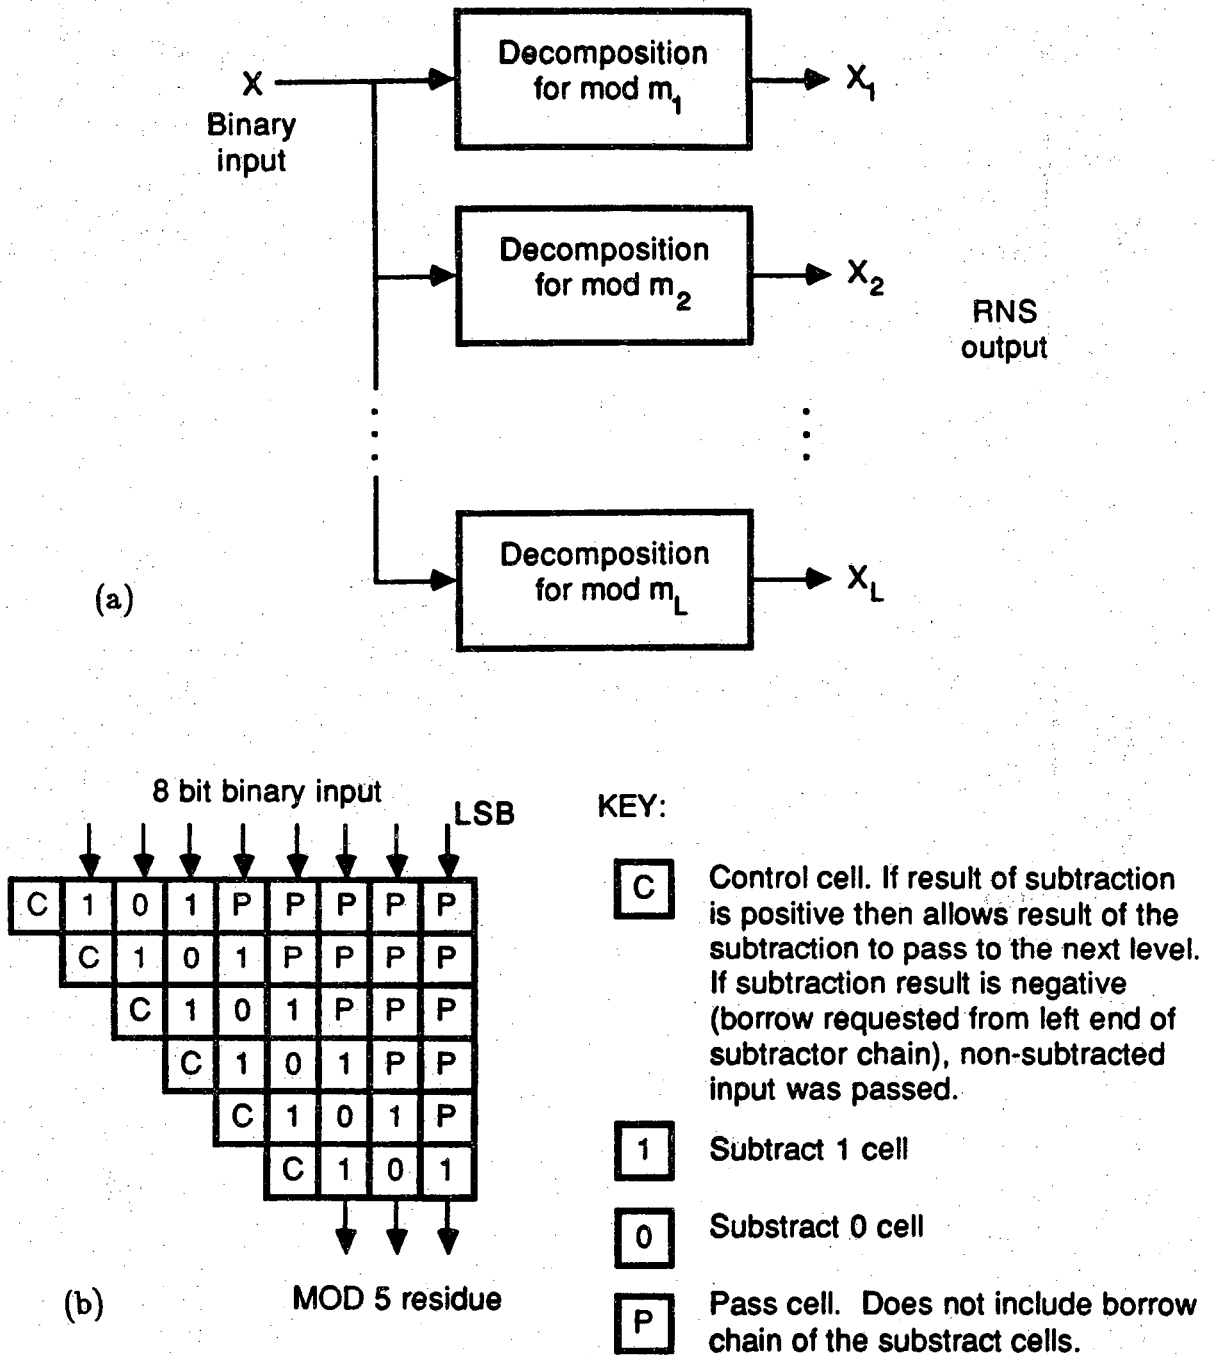 Decomposition
for mod m1
X
X1
Binary
input
Decomposition
for mod m2
X2
RNS
output
Decomposition
for mod mL
XL
(a)
8 bit binary input
LSB
KEY:
C 1 0 1 P P P P P
C 1 0 1 P P P P
C 1 0 1 P P P
C 1 0 1 P P
C 1 0 1 P
C 1 0 1
MOD 5 residue
(b)
C
Control cell. If result of subtraction
is positive then allows result of the
subtraction to pass to the next level.
If subtraction result is negative
(borrow requested from left end of
subtractor chain), non-subtracted
input was passed.
1
Subtract 1 cell
0
Substract 0 cell
P
Pass cell. Does not include borrow
chain of the substract cells.